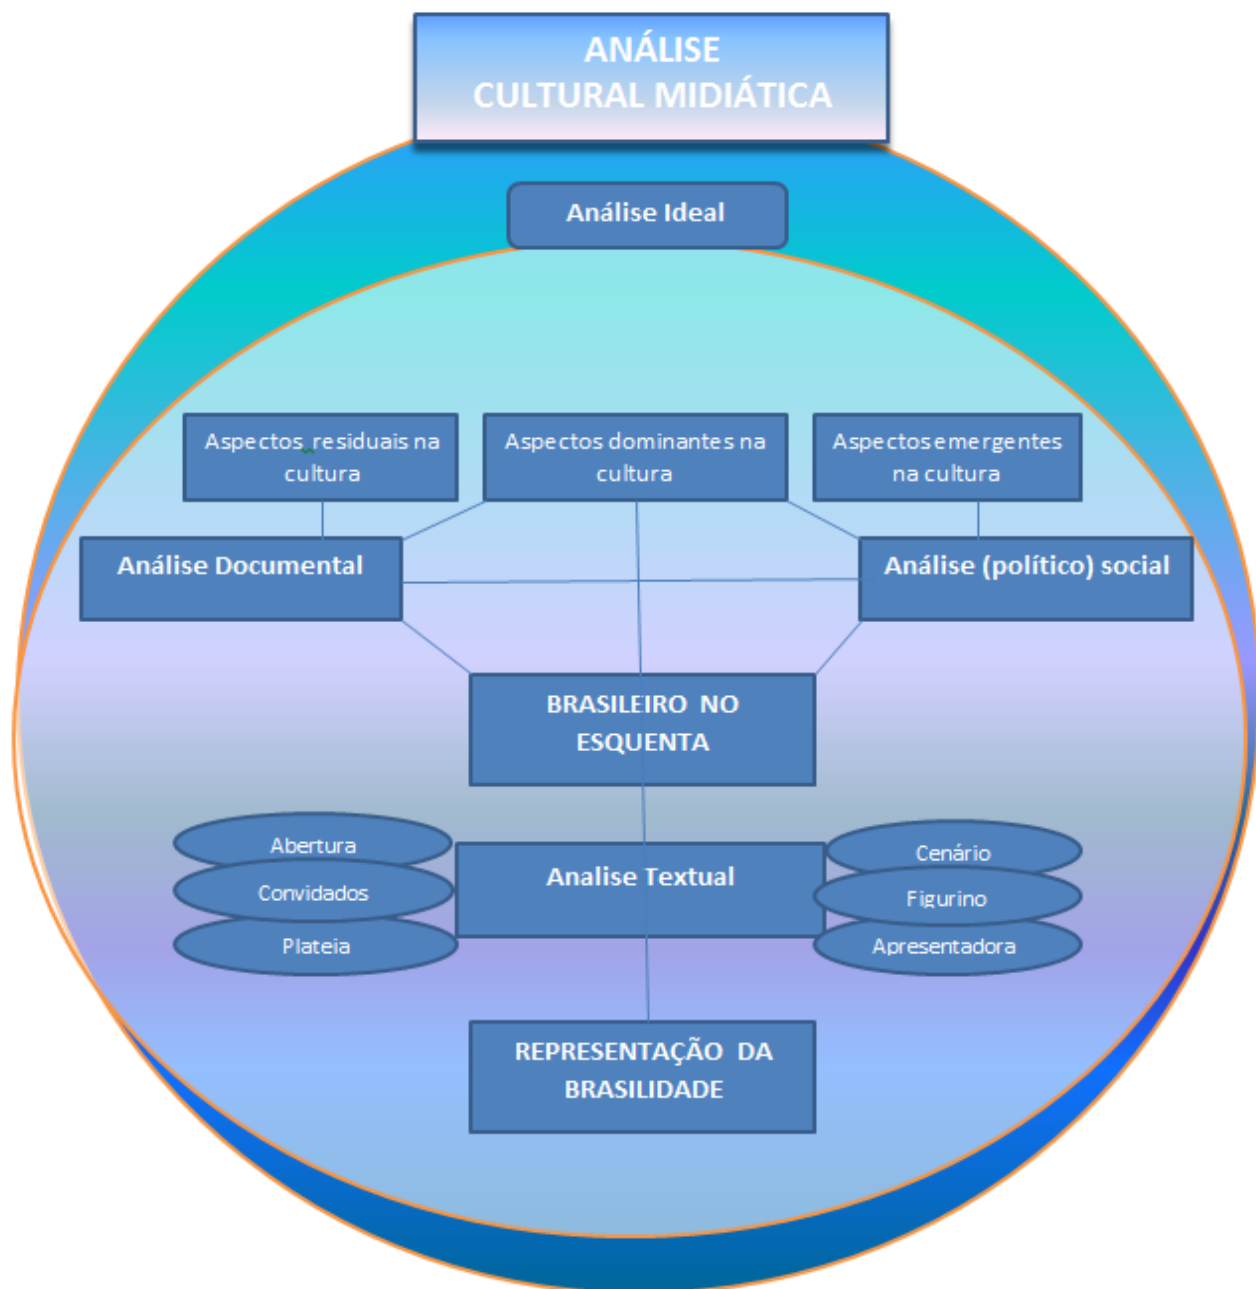 ANÁLISE
CULTURAL MIDIÁTICA
Análise Ideal
Aspectos residuais na
cultura
Aspectos dominantes na
cultura
Aspectos emergentes
na cultura
Análise Documental
Análise (político) social
BRASILEIRO NO
ESQUENTA
Abertura
Convidados
Plateia
Analise Textual
Cenário
Figurino
Apresentadora
REPRESENTAÇÃO DA
BRASILIDADE